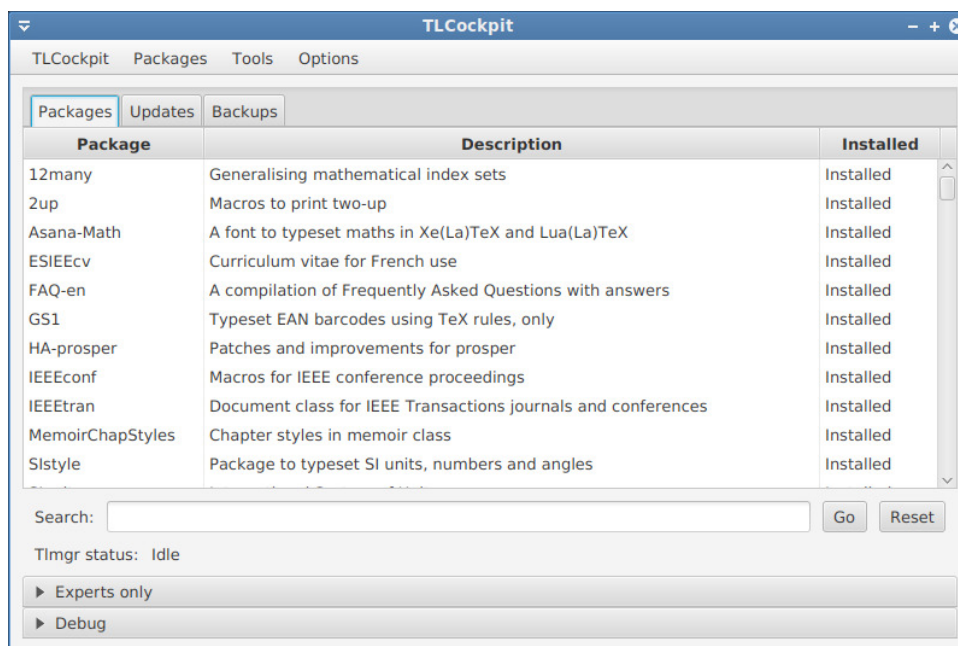 TLCockpit
TLCockpit Packages Tools Options
Packages Updates Backups
Package Description Installed
12many Generalising mathematical index sets Installed
2up Macros to print two-up Installed
Asana-Math A font to typeset maths in Xe(La)TeX and Lua(La)TeX Installed
ESIEEcv Curriculum vitae for French use Installed
FAQ-en A compilation of Frequently Asked Questions with answers Installed
GS1 Typeset EAN barcodes using TeX rules, only Installed
HA-prosper Patches and improvements for prosper Installed
IEEEconf Macros for IEEE conference proceedings Installed
IEEEtran Document class for IEEE Transactions journals and conferences Installed
MemoirChapStyles Chapter styles in memoir class Installed
SIstyle Package to typeset SI units, numbers and angles Installed
Search: Go Reset
Tlmgr status: Idle
Experts only
Debug